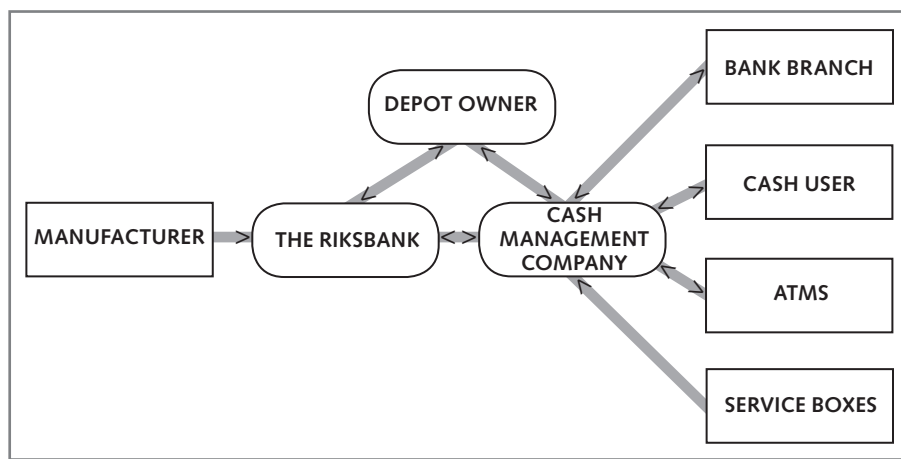 BANK BRANCH
DEPOT OWNER
CASH USER
MANUFACTURER
THE RIKSBANK
CASH
MANAGEMENT
COMPANY
ATMS
SERVICE BOXES